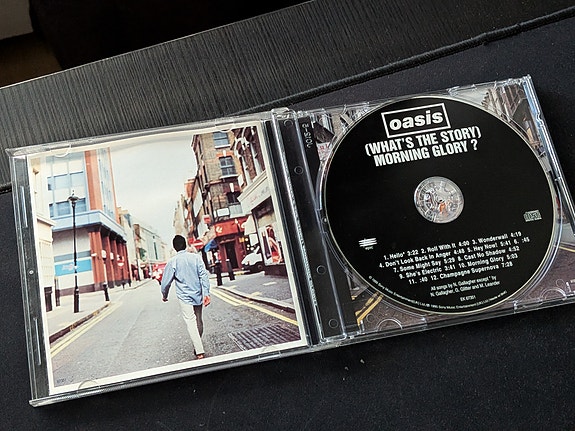 oasis
(WHAT'S THE STORY)
MORNING GLORY ?
1. Hello* 3:22 2. Roll With It 4:00 3. Wonderwall 4:19
4. Don't Look Back in Anger 4:48 5. Hey Now! 5:41 6. :45
7. Some Might Say 5:29 8. Cast No Shadow 4:52
9. She's Electric 3:41 10. Morning Glory 5:03
11. :40 12. Champagne Supernova 7:28
All songs by N. Gallagher except *by
N. Gallagher, G. Glitter and M. Leander
EK 67351
epic